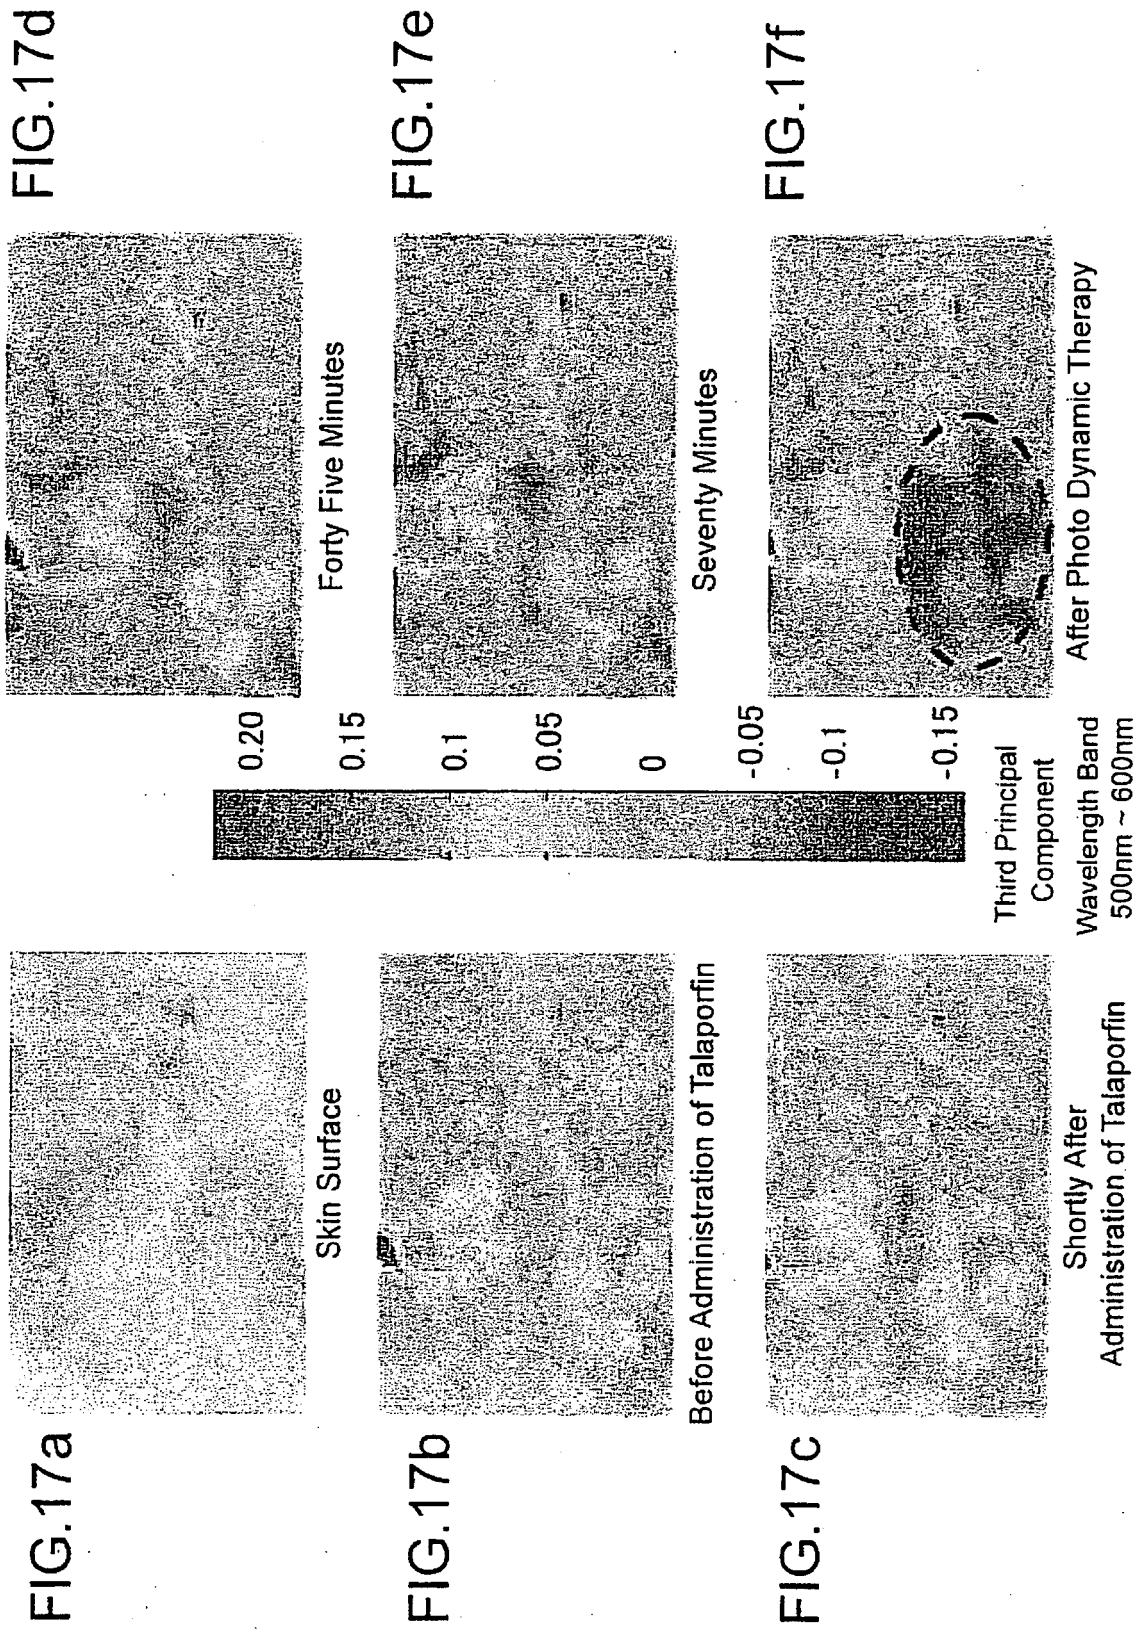 FIG.17a
Skin Surface
FIG.17b
Before Administration of Talaporfin
FIG.17c
Shortly After
Administration of Talaporfin
0.20
0.15
0.1
0.05
0
-0.05
-0.1
-0.15
Third Principal
Component
Wavelength Band
500nm ~ 600nm
FIG.17d
Forty Five Minutes
FIG.17e
Seventy Minutes
FIG.17f
After Photo Dynamic Therapy